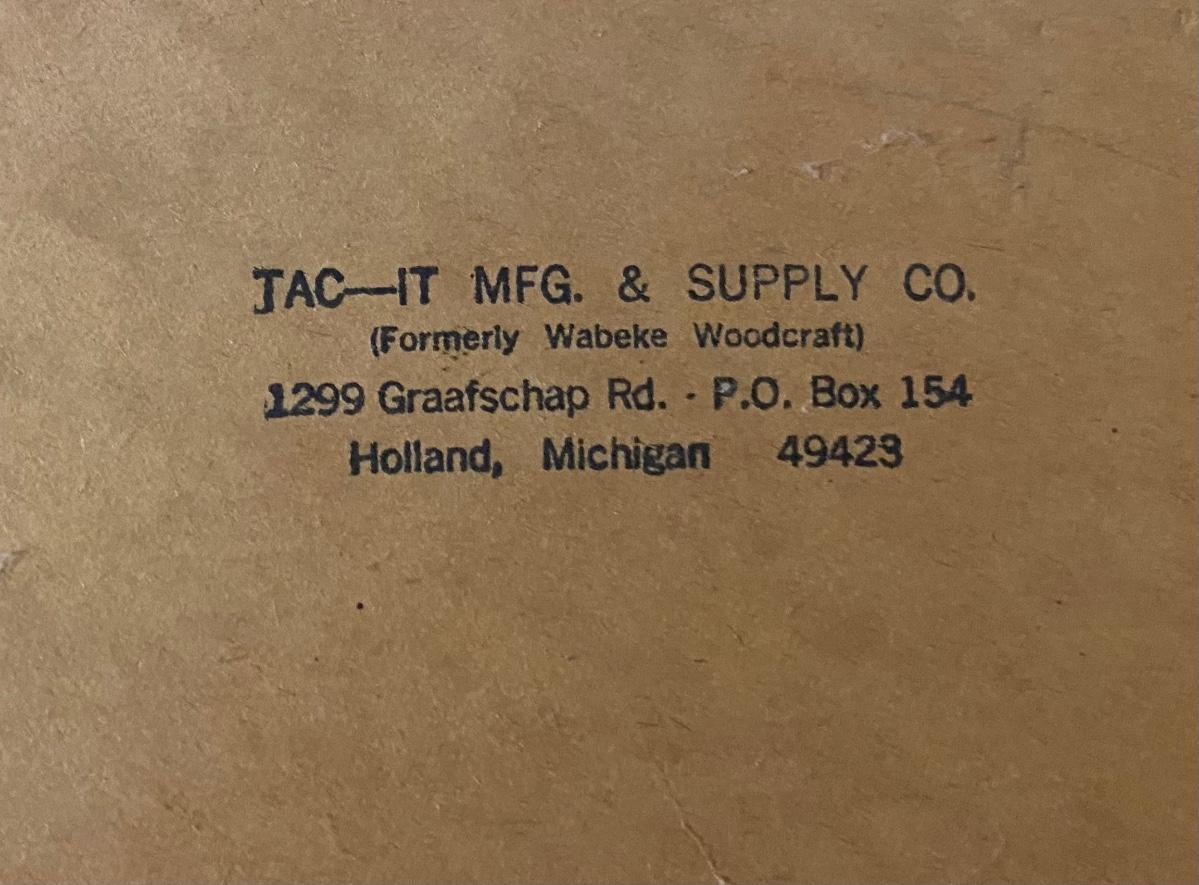 JAC—IT MFG. & SUPPLY CO.
(Formerly Wabeke Woodcraft)
1299 Graafschap Rd. · P.O. Box 154
Holland, Michigan 49423